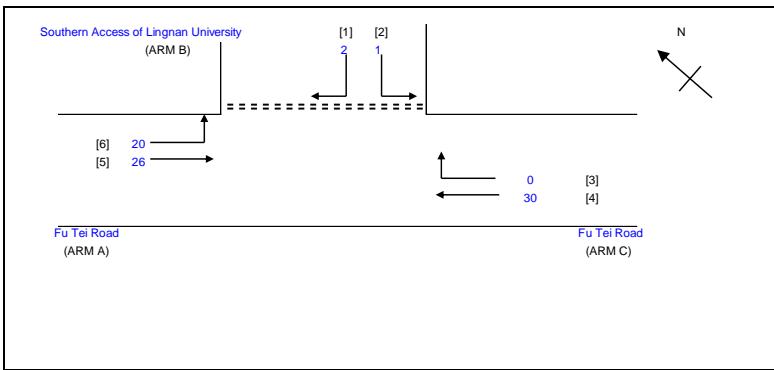 Southern Access of Lingnan University [1] [2] N
(ARM B) 2 1
[6] 20
[5] 26
0 [3]
30 [4]
Fu Tei Road Fu Tei Road
(ARM A) (ARM C)